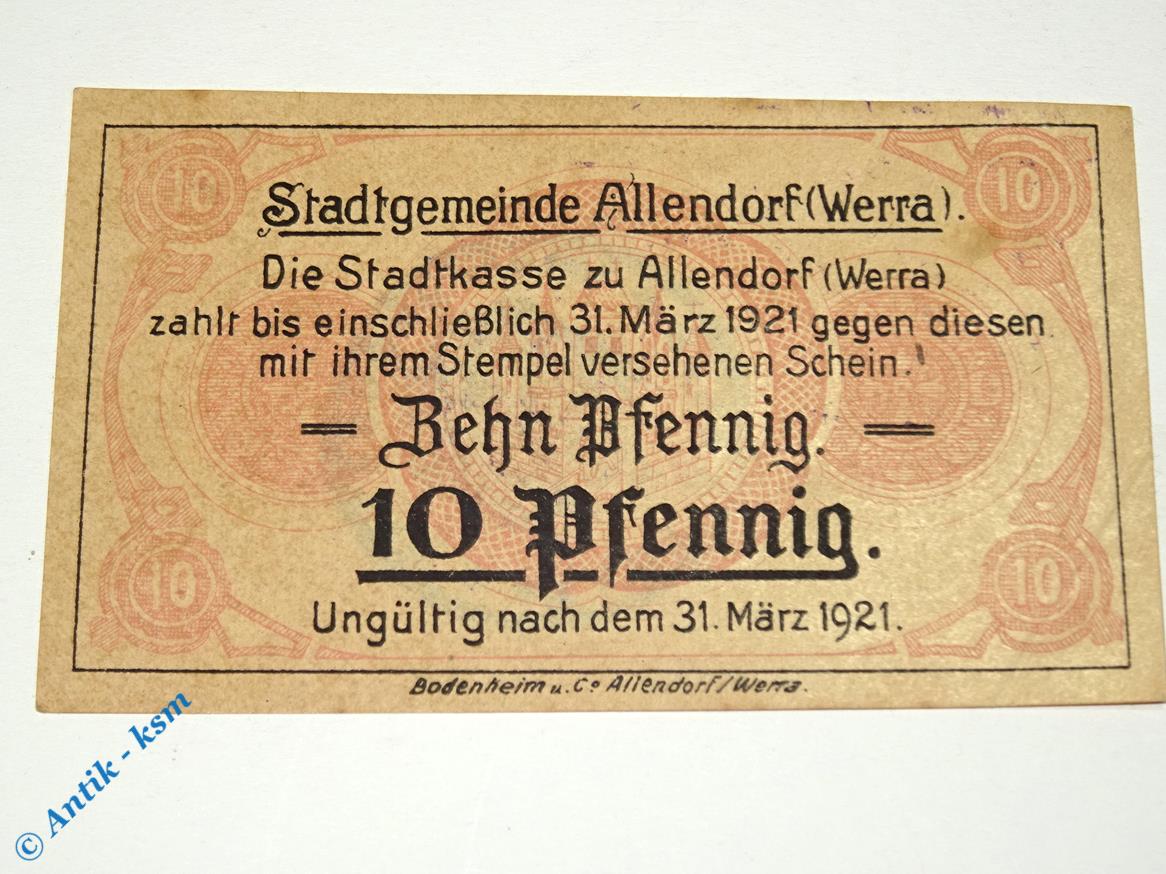 10 10
Stadtgemeinde Allendorf (Werra).
Die Stadtkasse zu Allendorf (Werra)
zahlt bis einschließlich 31. März 1921 gegen diesen
mit ihrem Stempel versehenen Schein.
= Zehn Pfennig. =
10 Pfennig.
10 10
Ungültig nach dem 31. März 1921.
Bodenheim u. Co Allendorf/Werra.
© Antik - ksm